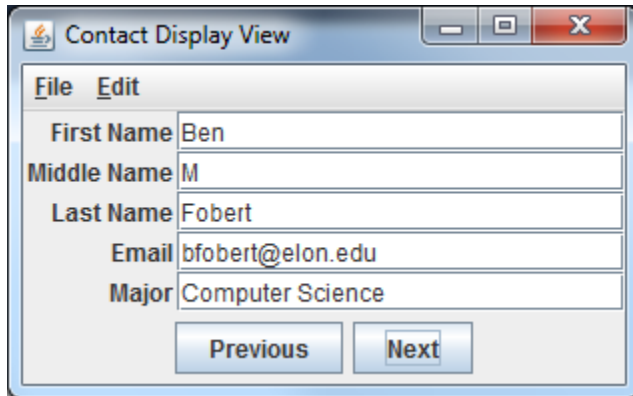 Contact Display View
File Edit
First Name Ben
Middle Name M
Last Name Fobert
Email bfobert@elon.edu
Major Computer Science
Previous Next